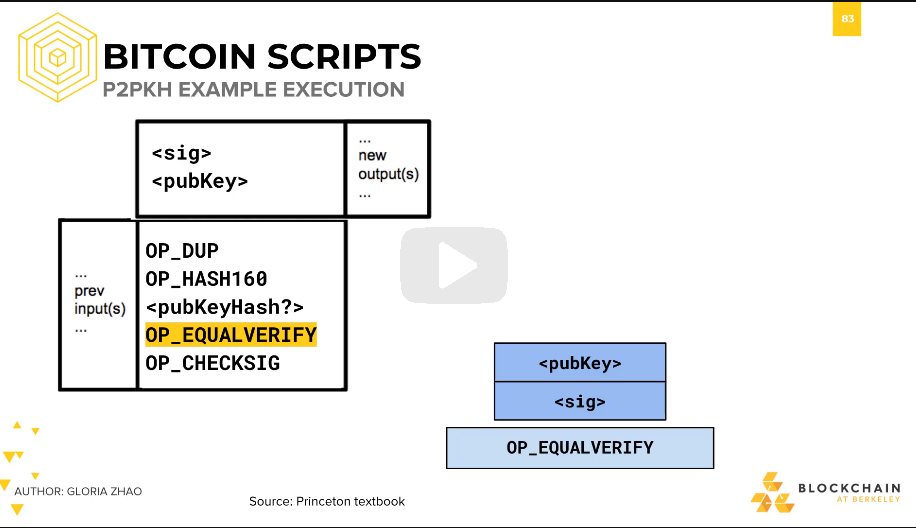 83
BITCOIN SCRIPTS
P2PKH EXAMPLE EXECUTION
<sig>
<pubKey>
...
new
output(s)
...
...
prev
input(s)
...
OP_DUP
OP_HASH160
<pubKeyHash?>
OP_EQUALVERIFY
OP_CHECKSIG
<pubKey>
<sig>
OP_EQUALVERIFY
AUTHOR: GLORIA ZHAO
Source: Princeton textbook
BLOCKCHAIN
AT BERKELEY